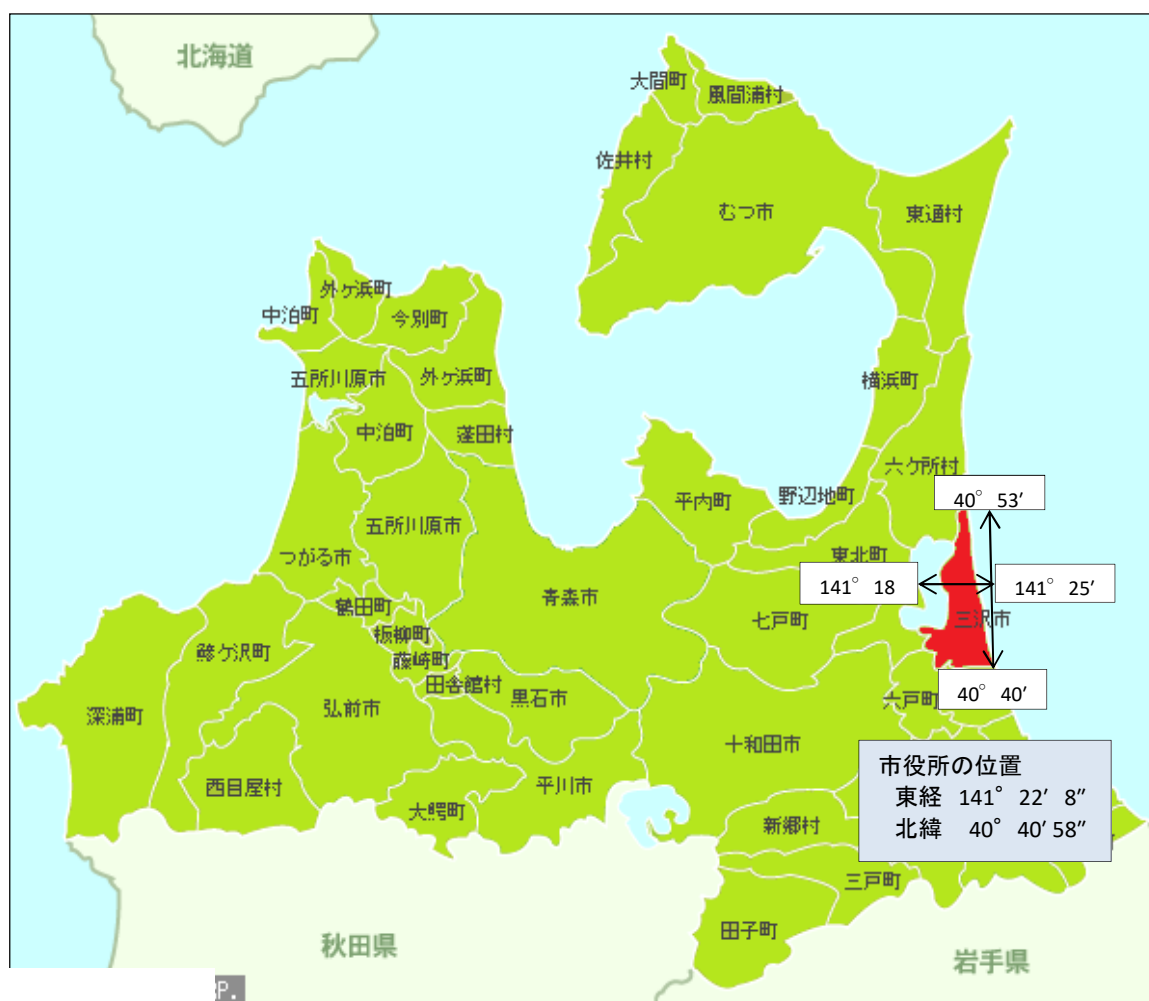 北海道
大間町
風間浦村
佐井村
むつ市
東通村
外ケ浜町
中泊町
今別町
五所川原市
外ケ浜町
横浜町
中泊町
蓬田村
六ケ所村
平内町
野辺地町
40° 53′
五所川原市
つがる市
東北町
141° 18
141° 25′
青森市
鶴田町
七戸町
三沢市
板柳町
鰺ケ沢町
藤崎町
田舎館村
黒石市
40° 40′
六戸町
深浦町
弘前市
十和田市
西目屋村
大鰐町
平川市
市役所の位置
東経 141° 22′ 8″
北緯 40° 40′ 58″
新郷村
三戸町
田子町
秋田県
岩手県
P.